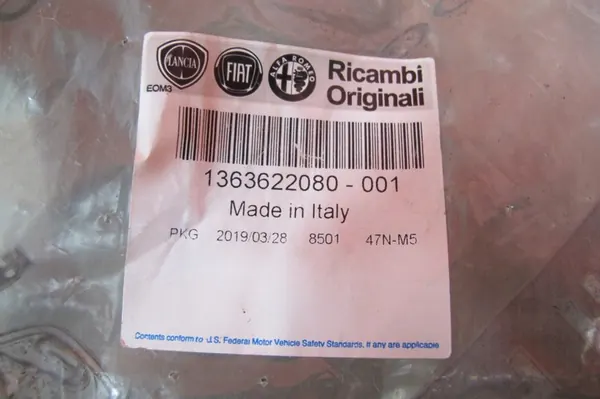 LANCIA
FIAT
ALFA ROMEO
Ricambi
Originali
EOM3
1363622080 - 001
Made in Italy
PKG 2019/03/28 8501 47N-M5
Contents conform to U.S. Federal Motor Vehicle Safety Standards, if any are applicable